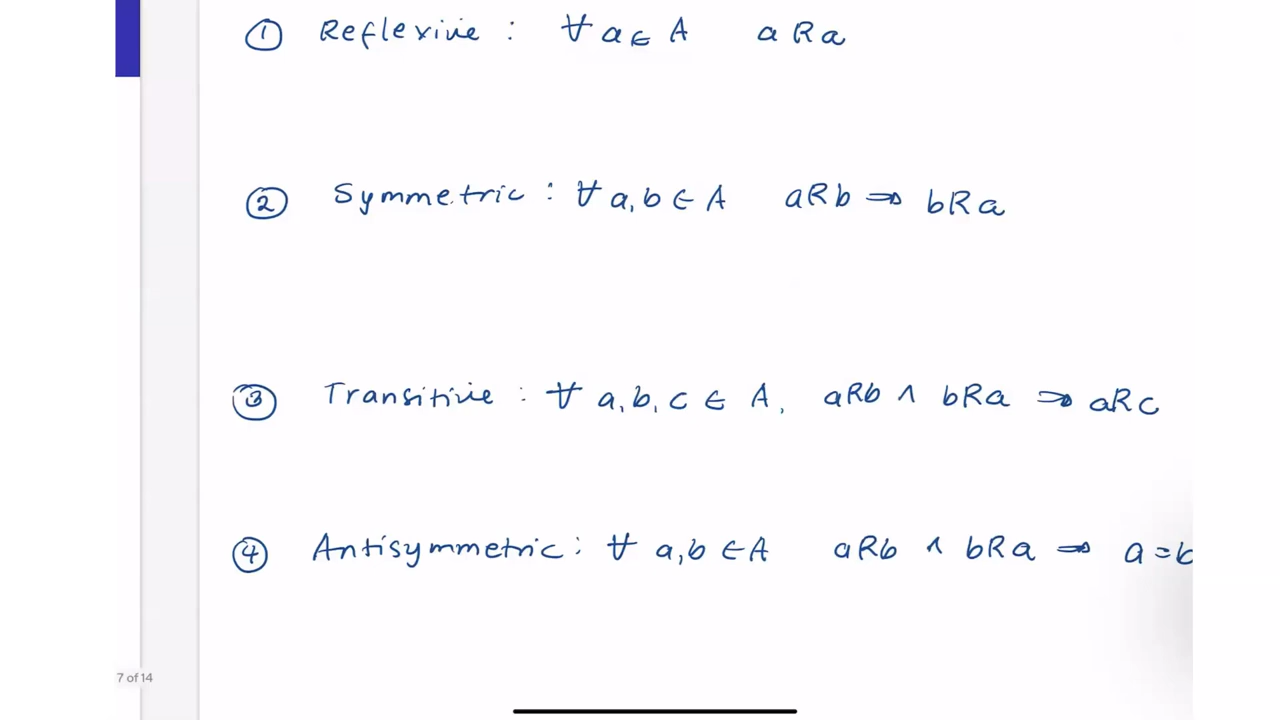 ① Reflexive : ∀ a ∈ A aRa
② Symmetric : ∀ a, b ∈ A aRb ⇒ bRa
③ Transitive : ∀ a, b, c ∈ A, aRb ∧ bRa ⇒ aRc
④ Antisymmetric : ∀ a, b ∈ A aRb ∧ bRa ⇒ a = b
7 of 14